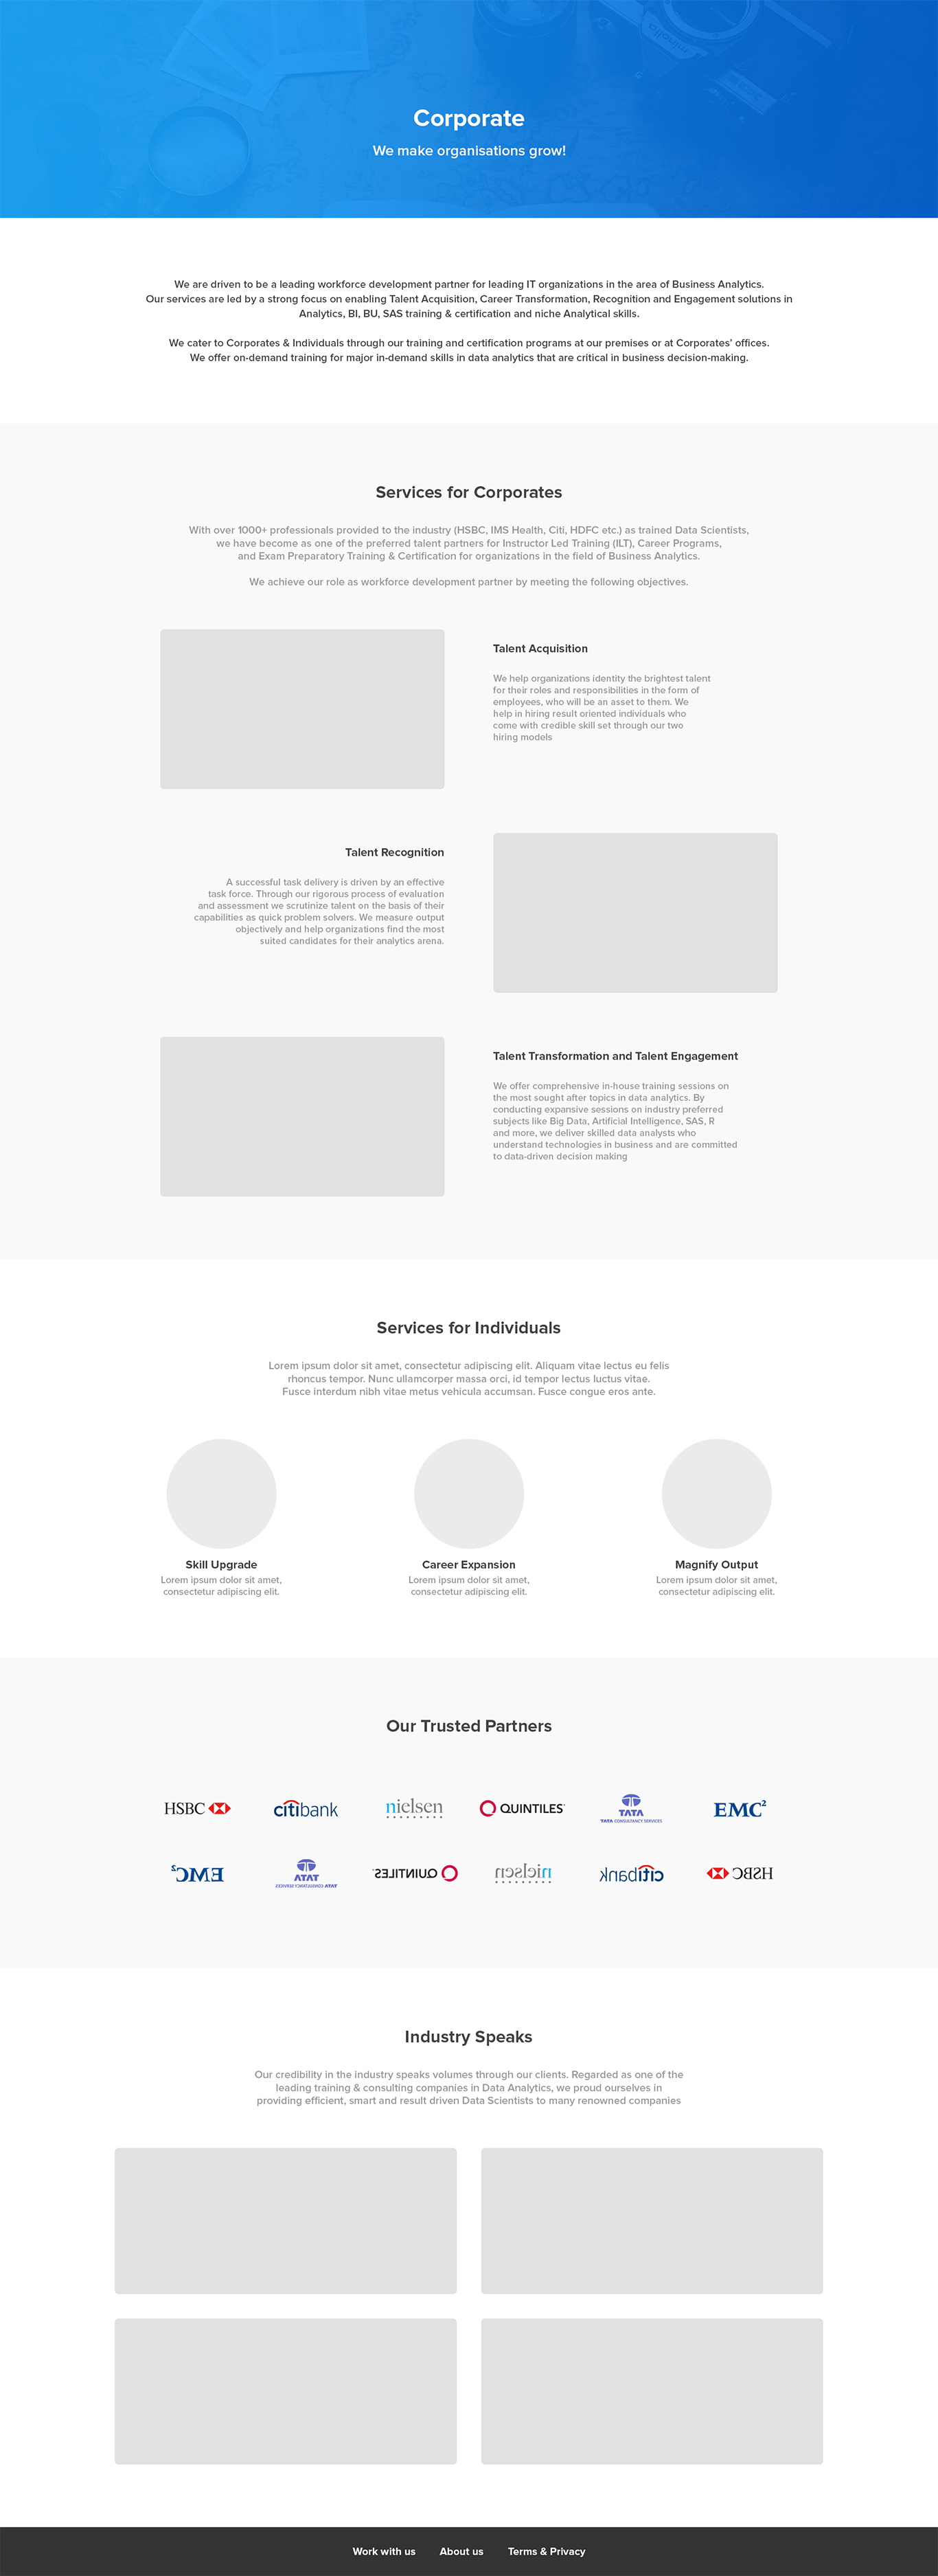 minolta
Corporate
We make organisations grow!
We are driven to be a leading workforce development partner for leading IT organizations in the area of Business Analytics.
Our services are led by a strong focus on enabling Talent Acquisition, Career Transformation, Recognition and Engagement solutions in
Analytics, BI, BU, SAS training & certification and niche Analytical skills.
We cater to Corporates & Individuals through our training and certification programs at our premises or at Corporates' offices.
We offer on-demand training for major in-demand skills in data analytics that are critical in business decision-making.
Services for Corporates
With over 1000+ professionals provided to the industry (HSBC, IMS Health, Citi, HDFC etc.) as trained Data Scientists,
we have become as one of the preferred talent partners for Instructor Led Training (ILT), Career Programs,
and Exam Preparatory Training & Certification for organizations in the field of Business Analytics.
We achieve our role as workforce development partner by meeting the following objectives.
Talent Acquisition
We help organizations identity the brightest talent
for their roles and responsibilities in the form of
employees, who will be an asset to them. We
help in hiring result oriented individuals who
come with credible skill set through our two
hiring models
Talent Recognition
A successful task delivery is driven by an effective
task force. Through our rigorous process of evaluation
and assessment we scrutinize talent on the basis of their
capabilities as quick problem solvers. We measure output
objectively and help organizations find the most
suited candidates for their analytics arena.
Talent Transformation and Talent Engagement
We offer comprehensive in-house training sessions on
the most sought after topics in data analytics. By
conducting expansive sessions on industry preferred
subjects like Big Data, Artificial Intelligence, SAS, R
and more, we deliver skilled data analysts who
understand technologies in business and are committed
to data-driven decision making
Services for Individuals
Lorem ipsum dolor sit amet, consectetur adipiscing elit. Aliquam vitae lectus eu felis
rhoncus tempor. Nunc ullamcorper massa orci, id tempor lectus luctus vitae.
Fusce interdum nibh vitae metus vehicula accumsan. Fusce congue eros ante.
Skill Upgrade
Lorem ipsum dolor sit amet,
consectetur adipiscing elit.
Career Expansion
Lorem ipsum dolor sit amet,
consectetur adipiscing elit.
Magnify Output
Lorem ipsum dolor sit amet,
consectetur adipiscing elit.
Our Trusted Partners
HSBC
citibank
nielsen
QUINTILES
TATA
TATA CONSULTANCY SERVICES
EMC²
EMC²
TATA
TATA CONSULTANCY SERVICES
QUINTILES
nielsen
citibank
HSBC
Industry Speaks
Our credibility in the industry speaks volumes through our clients. Regarded as one of the
leading training & consulting companies in Data Analytics, we proud ourselves in
providing efficient, smart and result driven Data Scientists to many renowned companies
Work with us About us Terms & Privacy